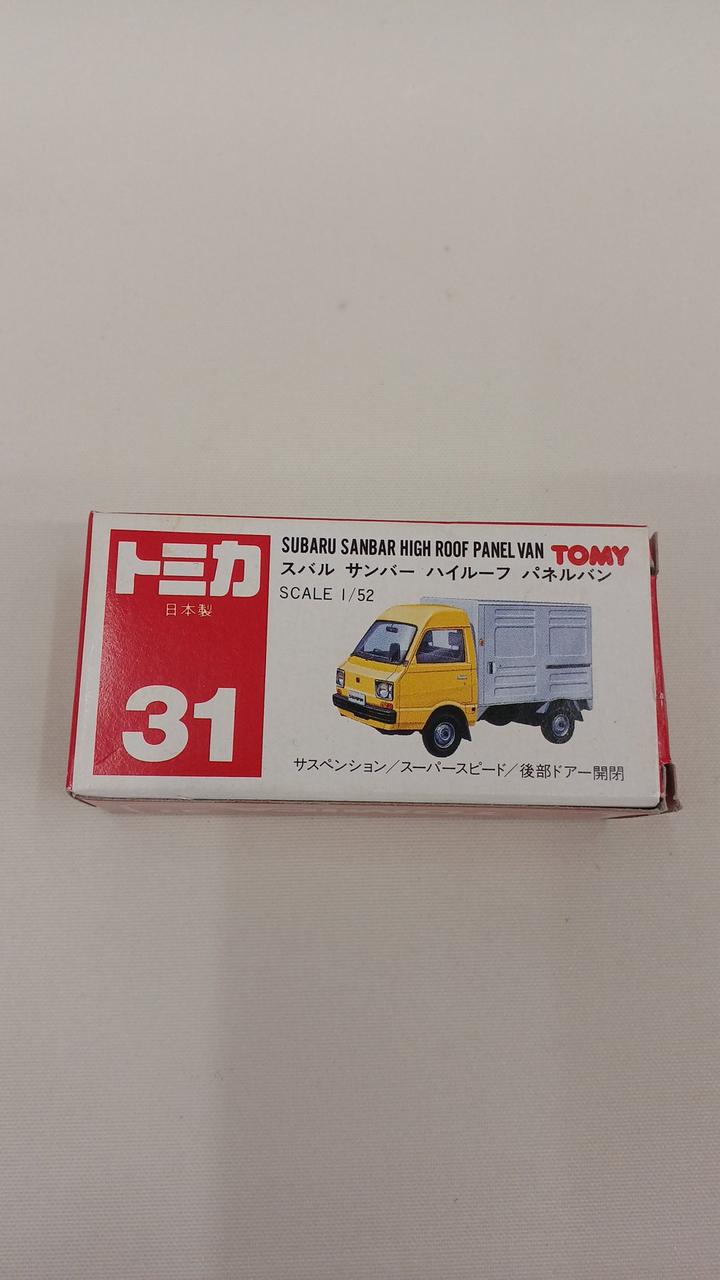 トミカ
日本製
31
SUBARU SANBAR HIGH ROOF PANEL VAN TOMY
スバル サンバー ハイルーフ パネルバン
SCALE 1/52
サスペンション/スーパースピード/後部ドアー開閉